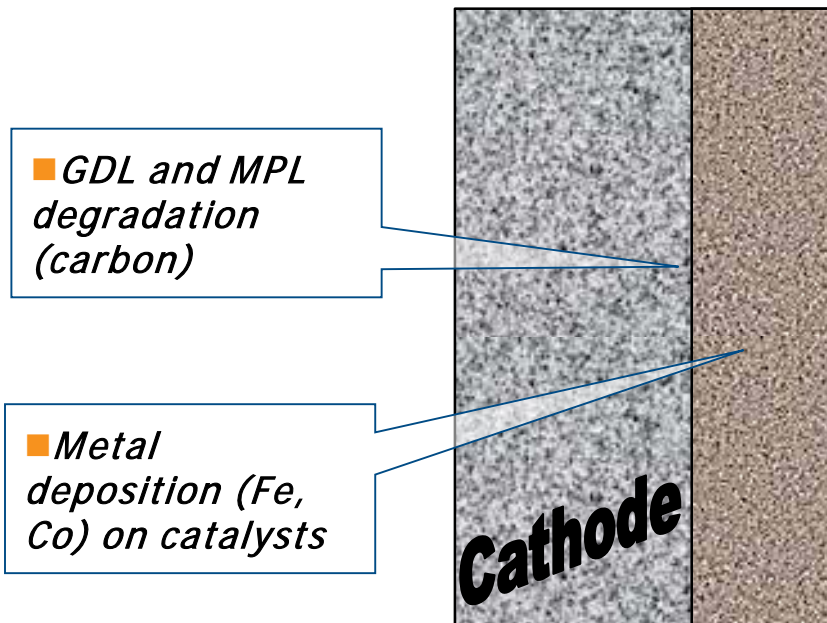 ■GDL and MPL
degradation
(carbon)
■Metal
deposition (Fe,
Co) on catalysts
Cathode